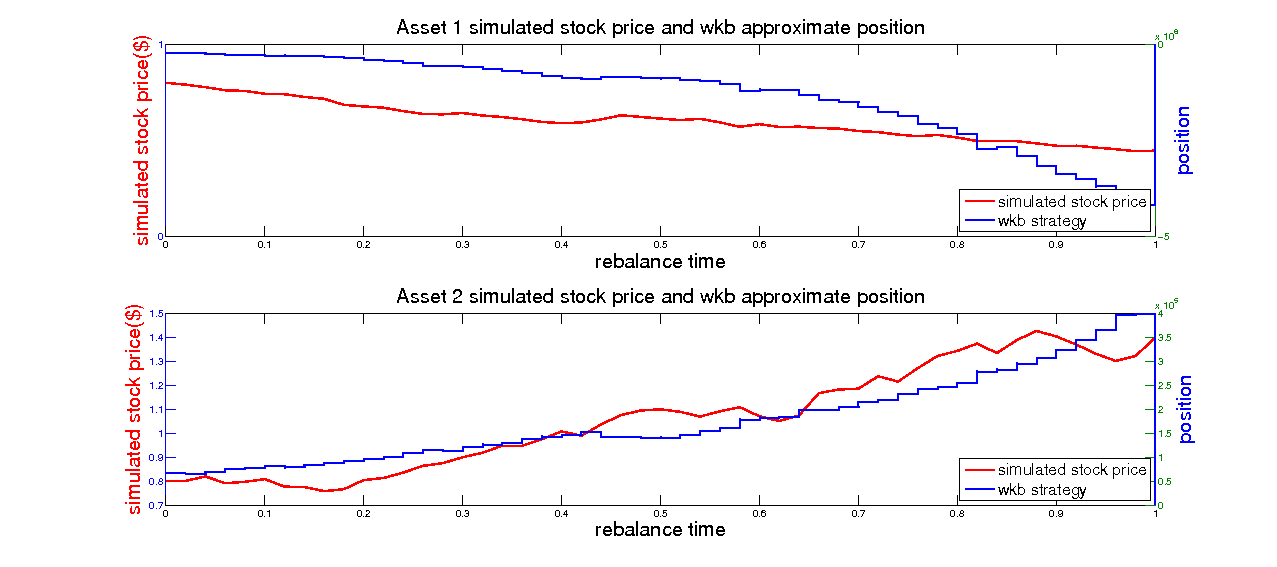 Asset 1 simulated stock price and wkb approximate position
simulated stock price($)
1
0
x 10
0
-5
position
simulated stock price
wkb strategy
0 0.1 0.2 0.3 0.4 0.5 0.6 0.7 0.8 0.9 1
rebalance time
Asset 2 simulated stock price and wkb approximate position
simulated stock price($)
1.5
1.4
1.3
1.2
1.1
1
0.9
0.8
0.7
x 10
4
3.5
3
2.5
2
1.5
1
0.5
0
position
simulated stock price
wkb strategy
0 0.1 0.2 0.3 0.4 0.5 0.6 0.7 0.8 0.9 1
rebalance time